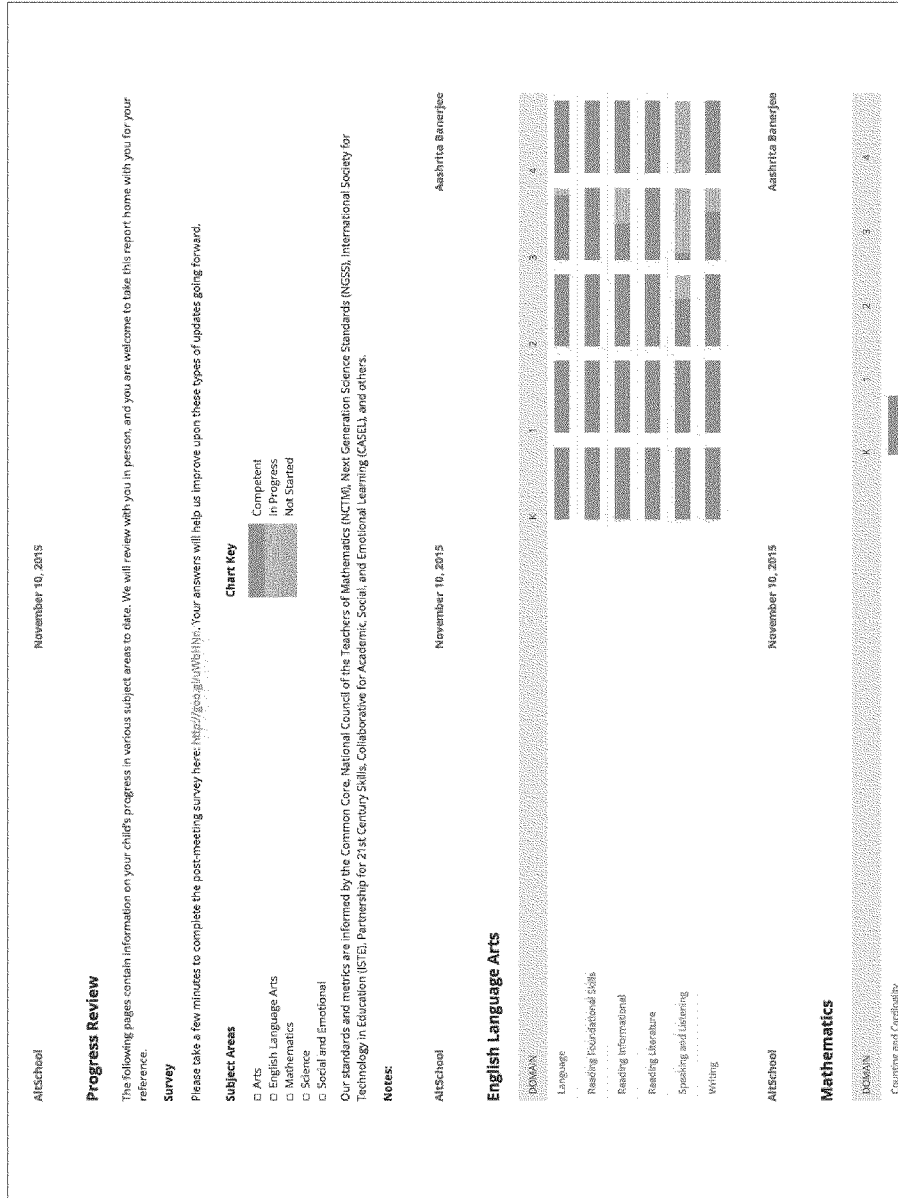 AltSchool November 10, 2015
Progress Review
The following pages contain information on your child's progress in various subject areas to date. We will review with you in person, and you are welcome to take this report home with you for your
reference.
Survey
Please take a few minutes to complete the post-meeting survey here: Your answers will help us improve upon these types of updates going forward.
Subject Areas Chart Key
Arts Competent
English Language Arts In Progress
Mathematics Not Started
Science
Social and Emotional
Our standards and metrics are informed by the Common Core, National Council of the Teachers of Mathematics (NCTM), Next Generation Science Standards (NGSS), International Society for
Technology in Education (ISTE), Partnership for 21st Century Skills, Collaborative for Academic, Social, and Emotional Learning (CASEL), and others.
Notes:
AltSchool November 10, 2015 Aashrita Banerjee
English Language Arts
DOMAIN K 1 2 3 4
Language
Reading Foundational Skills
Reading Informational
Reading Literature
Speaking and Listening
Writing
AltSchool November 10, 2015 Aashrita Banerjee
Mathematics
DOMAIN K 1 2 3 4
Counting and Cardinality